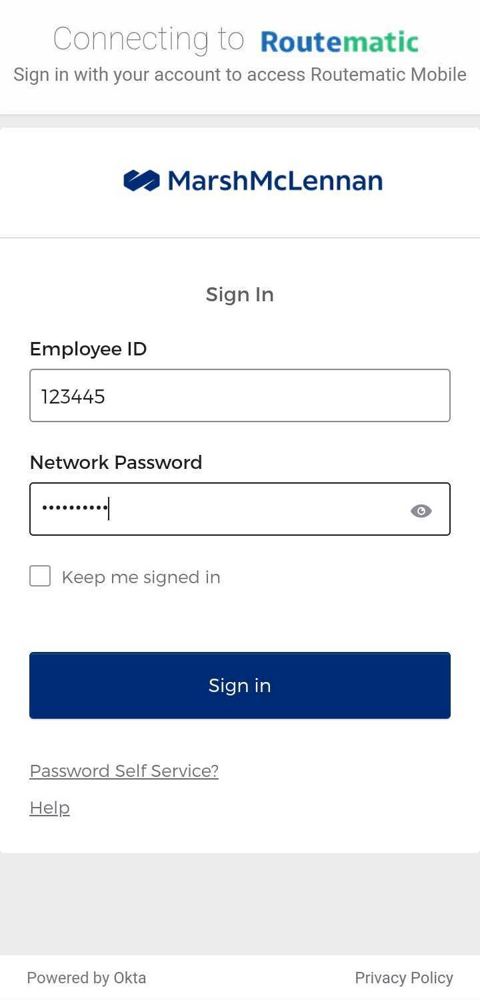 Connecting to Routematic
Sign in with your account to access Routematic Mobile
MarshMcLennan
Sign In
Employee ID
123445
Network Password
••••••••••
Keep me signed in
Sign in
Password Self Service?
Help
Powered by Okta
Privacy Policy